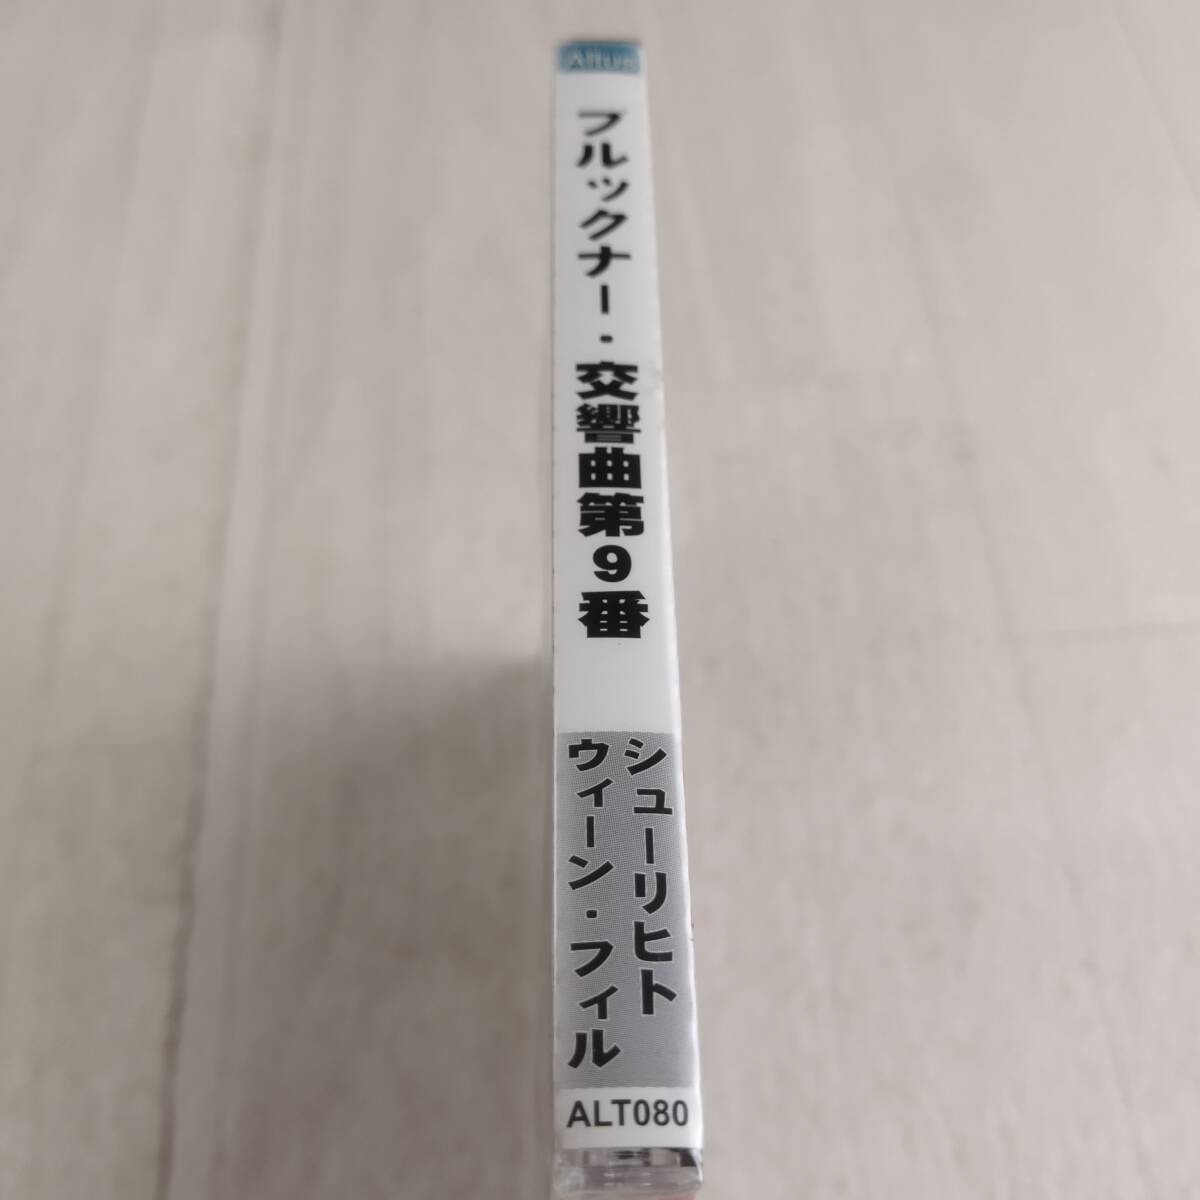 Altus
ブルックナー・交響曲第9番
シューリヒト
ウィーン・フィル
ALT080